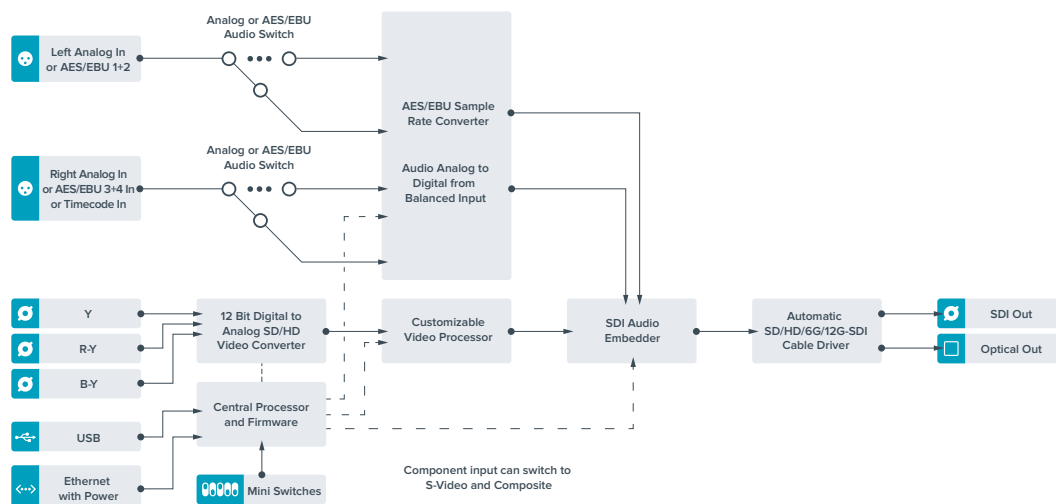 Analog or AES/EBU
Audio Switch
Left Analog In
or AES/EBU 1+2
AES/EBU Sample
Rate Converter
Analog or AES/EBU
Audio Switch
Right Analog In
or AES/EBU 3+4 In
or Timecode In
Audio Analog to
Digital from
Balanced Input
Y
R-Y
B-Y
12 Bit Digital to
Analog SD/HD
Video Converter
Customizable
Video Processor
SDI Audio
Embedder
Automatic
SD/HD/6G/12G-SDI
Cable Driver
SDI Out
Optical Out
Central Processor
and Firmware
USB
Ethernet
with Power
Mini Switches
Component input can switch to
S-Video and Composite